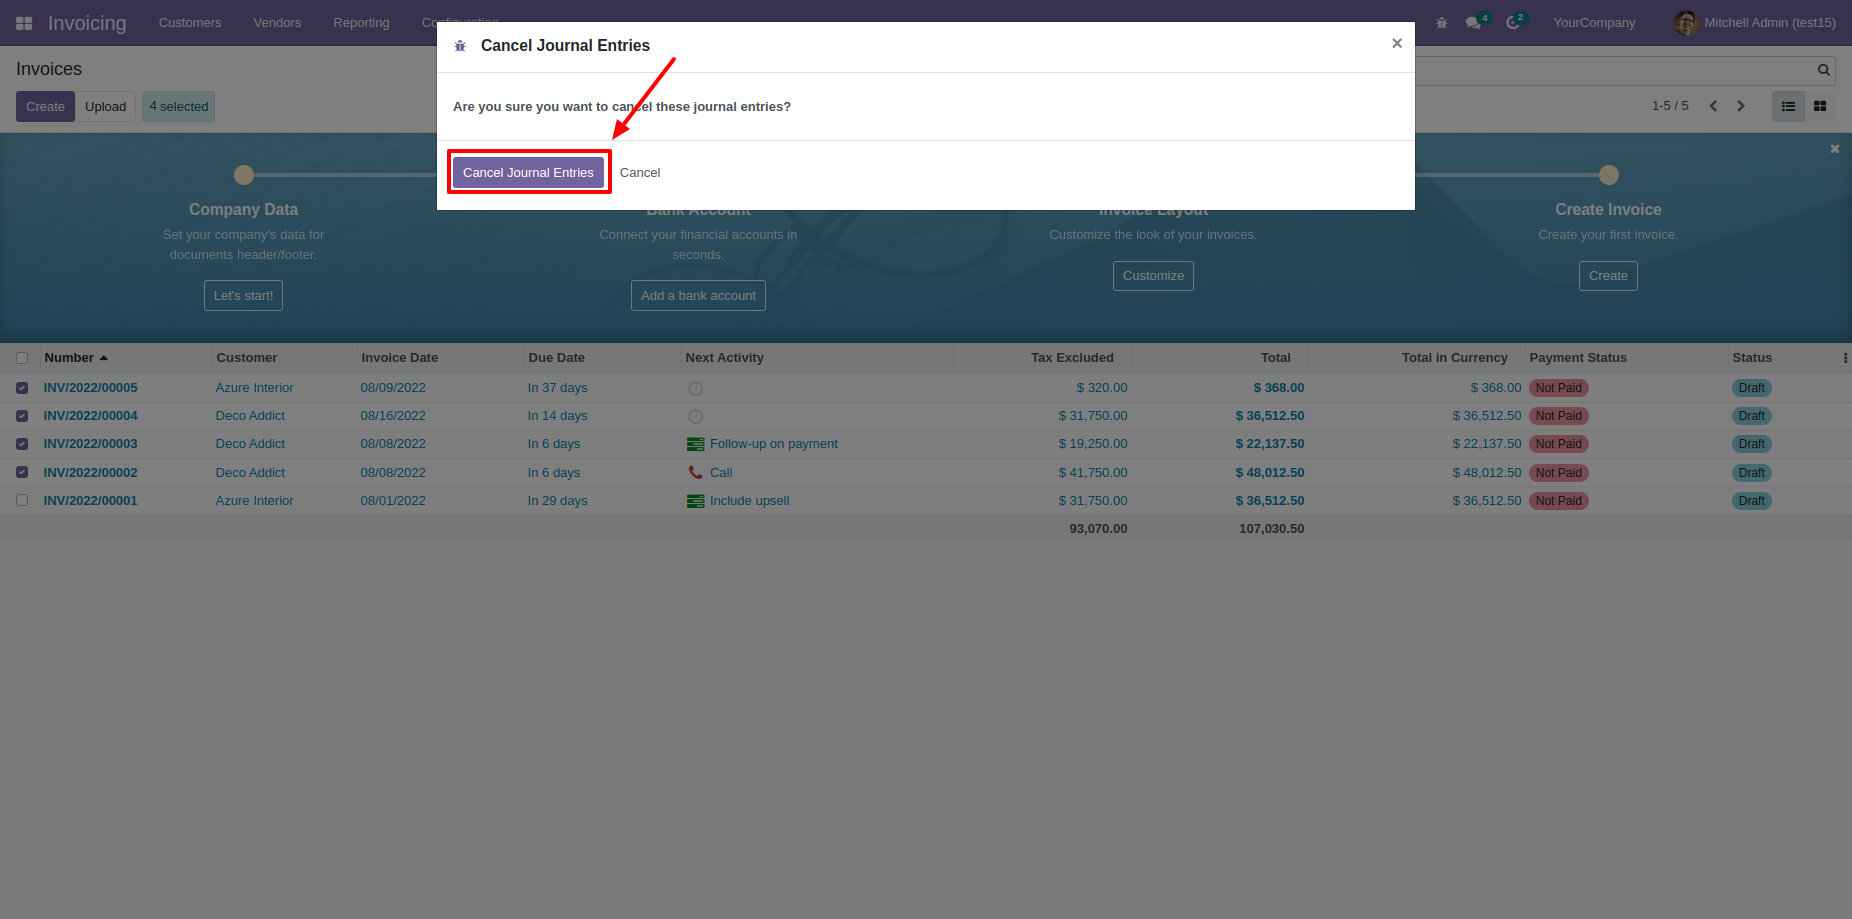 Invoicing Customers Vendors Reporting Configuration 4 2 YourCompany Mitchell Admin (test15)
Cancel Journal Entries ×
Are you sure you want to cancel these journal entries?
Cancel Journal Entries Cancel
Invoices
Create Upload 4 selected 1-5 / 5
Company Data Bank Account Invoice Layout Create Invoice
Set your company's data for Connect your financial accounts in Customize the look of your invoices. Create your first invoice.
documents header/footer. seconds.
Let's start! Add a bank account Customize Create
Number Customer Invoice Date Due Date Next Activity Tax Excluded Total Total in Currency Payment Status Status
INV/2022/00005 Azure Interior 08/09/2022 In 37 days $ 320.00 $ 368.00 $ 368.00 Not Paid Draft
INV/2022/00004 Deco Addict 08/16/2022 In 14 days $ 31,750.00 $ 36,512.50 $ 36,512.50 Not Paid Draft
INV/2022/00003 Deco Addict 08/08/2022 In 6 days Follow-up on payment $ 19,250.00 $ 22,137.50 $ 22,137.50 Not Paid Draft
INV/2022/00002 Deco Addict 08/08/2022 In 6 days Call $ 41,750.00 $ 48,012.50 $ 48,012.50 Not Paid Draft
INV/2022/00001 Azure Interior 08/01/2022 In 29 days Include upsell $ 31,750.00 $ 36,512.50 $ 36,512.50 Not Paid Draft
93,070.00 107,030.50